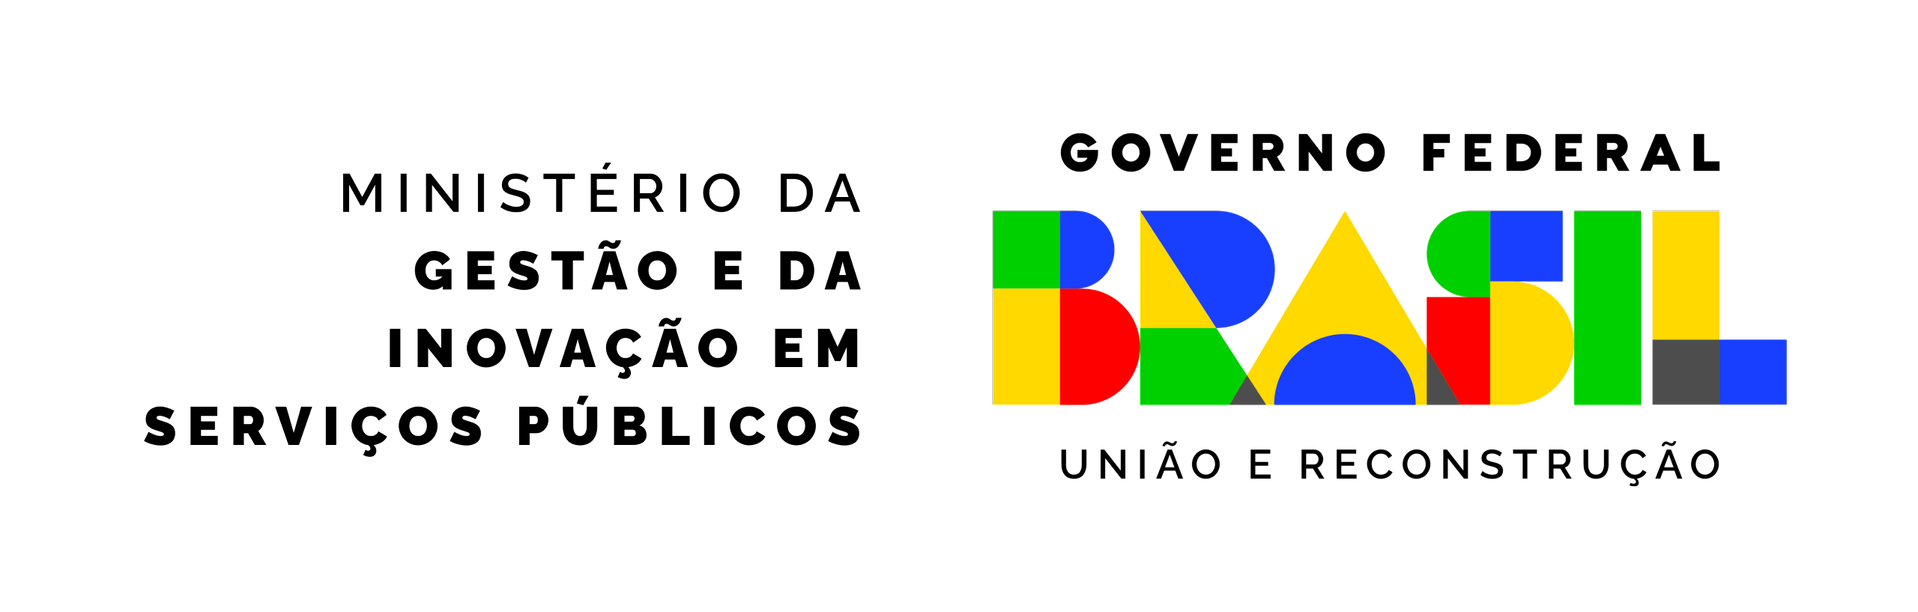 MINISTÉRIO DA
GESTÃO E DA
INOVAÇÃO EM
SERVIÇOS PÚBLICOS
GOVERNO FEDERAL
BRASIL
UNIÃO E RECONSTRUÇÃO